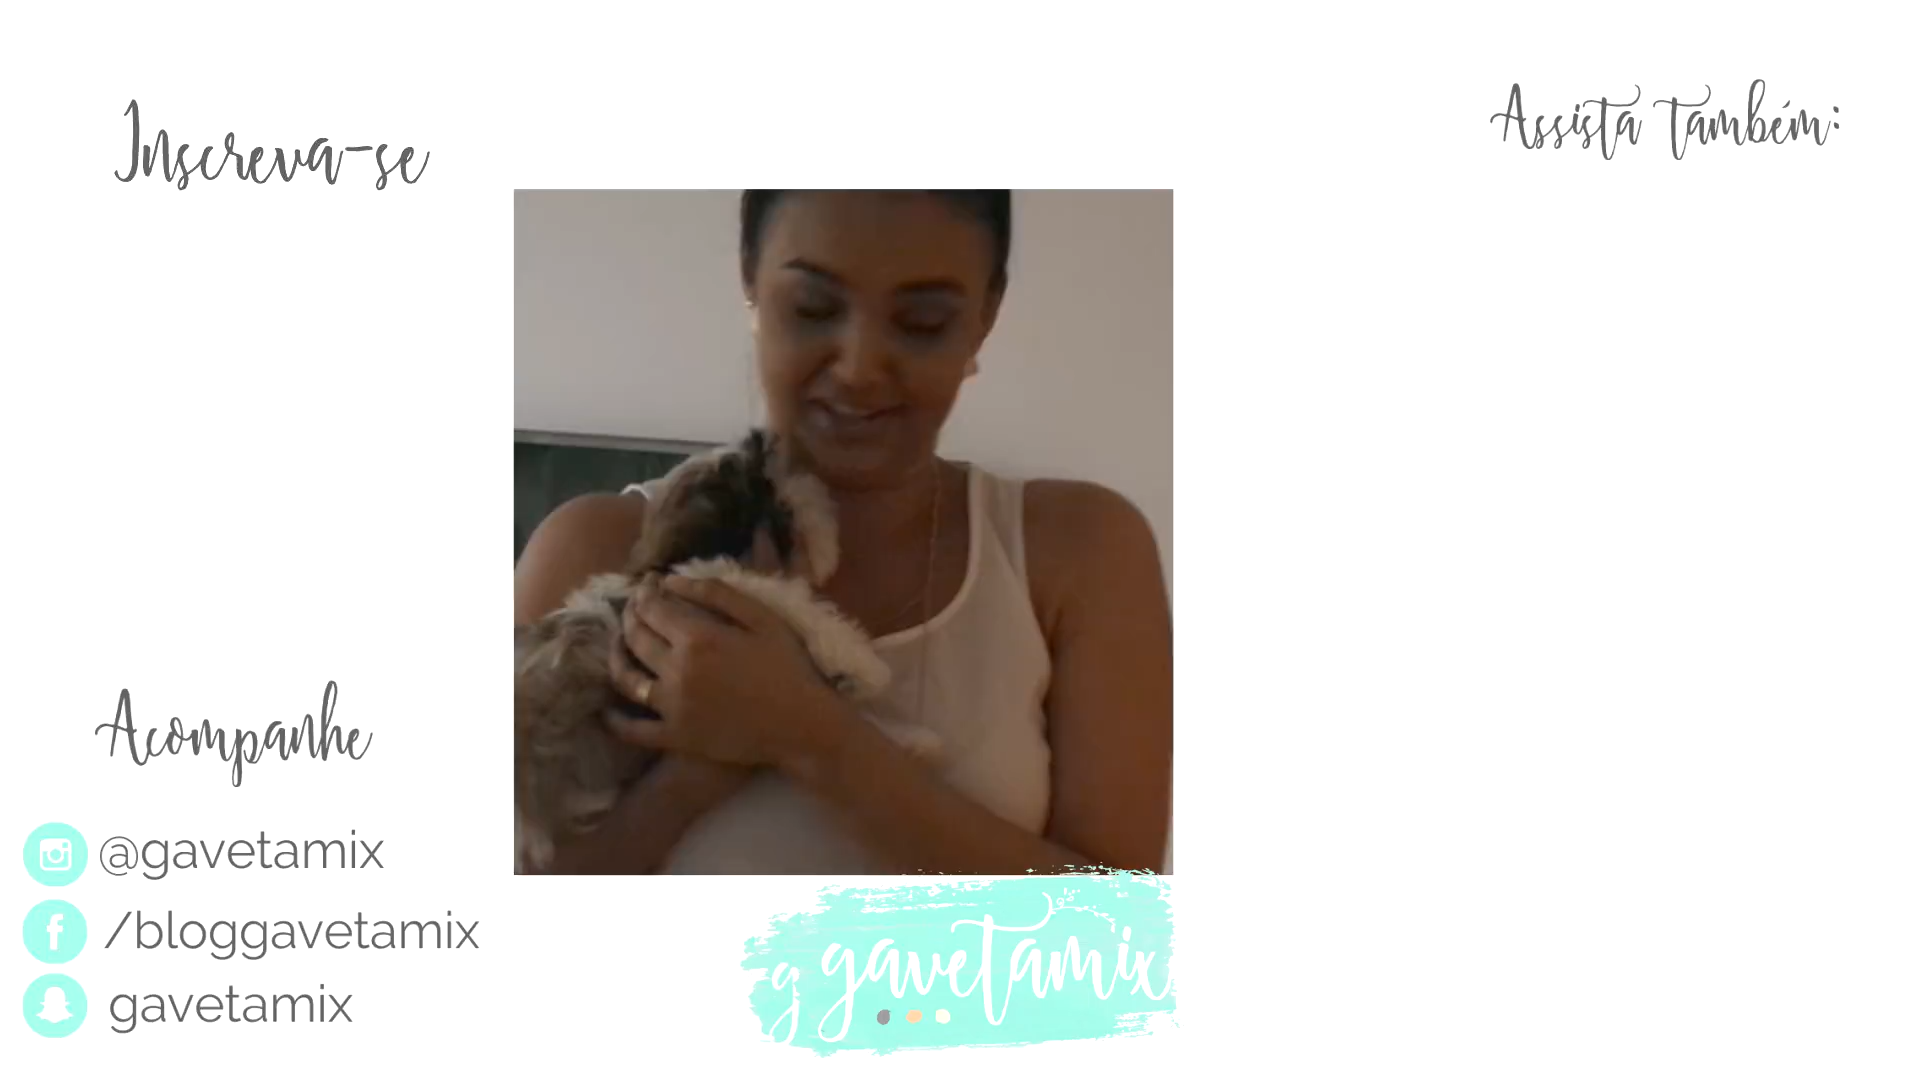 Inscreva-se
Assista também:
Acompanhe
@gavetamix
/bloggavetamix
gavetamix
g gavetamix